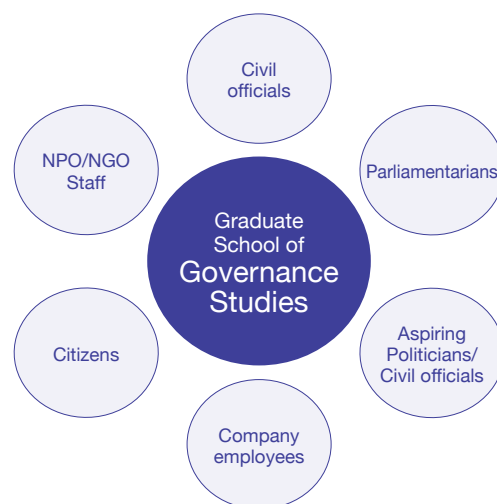 Civil
officials
NPO/NGO
Staff
Parliamentarians
Graduate
School of
Governance
Studies
Citizens
Aspiring
Politicians/
Civil officials
Company
employees